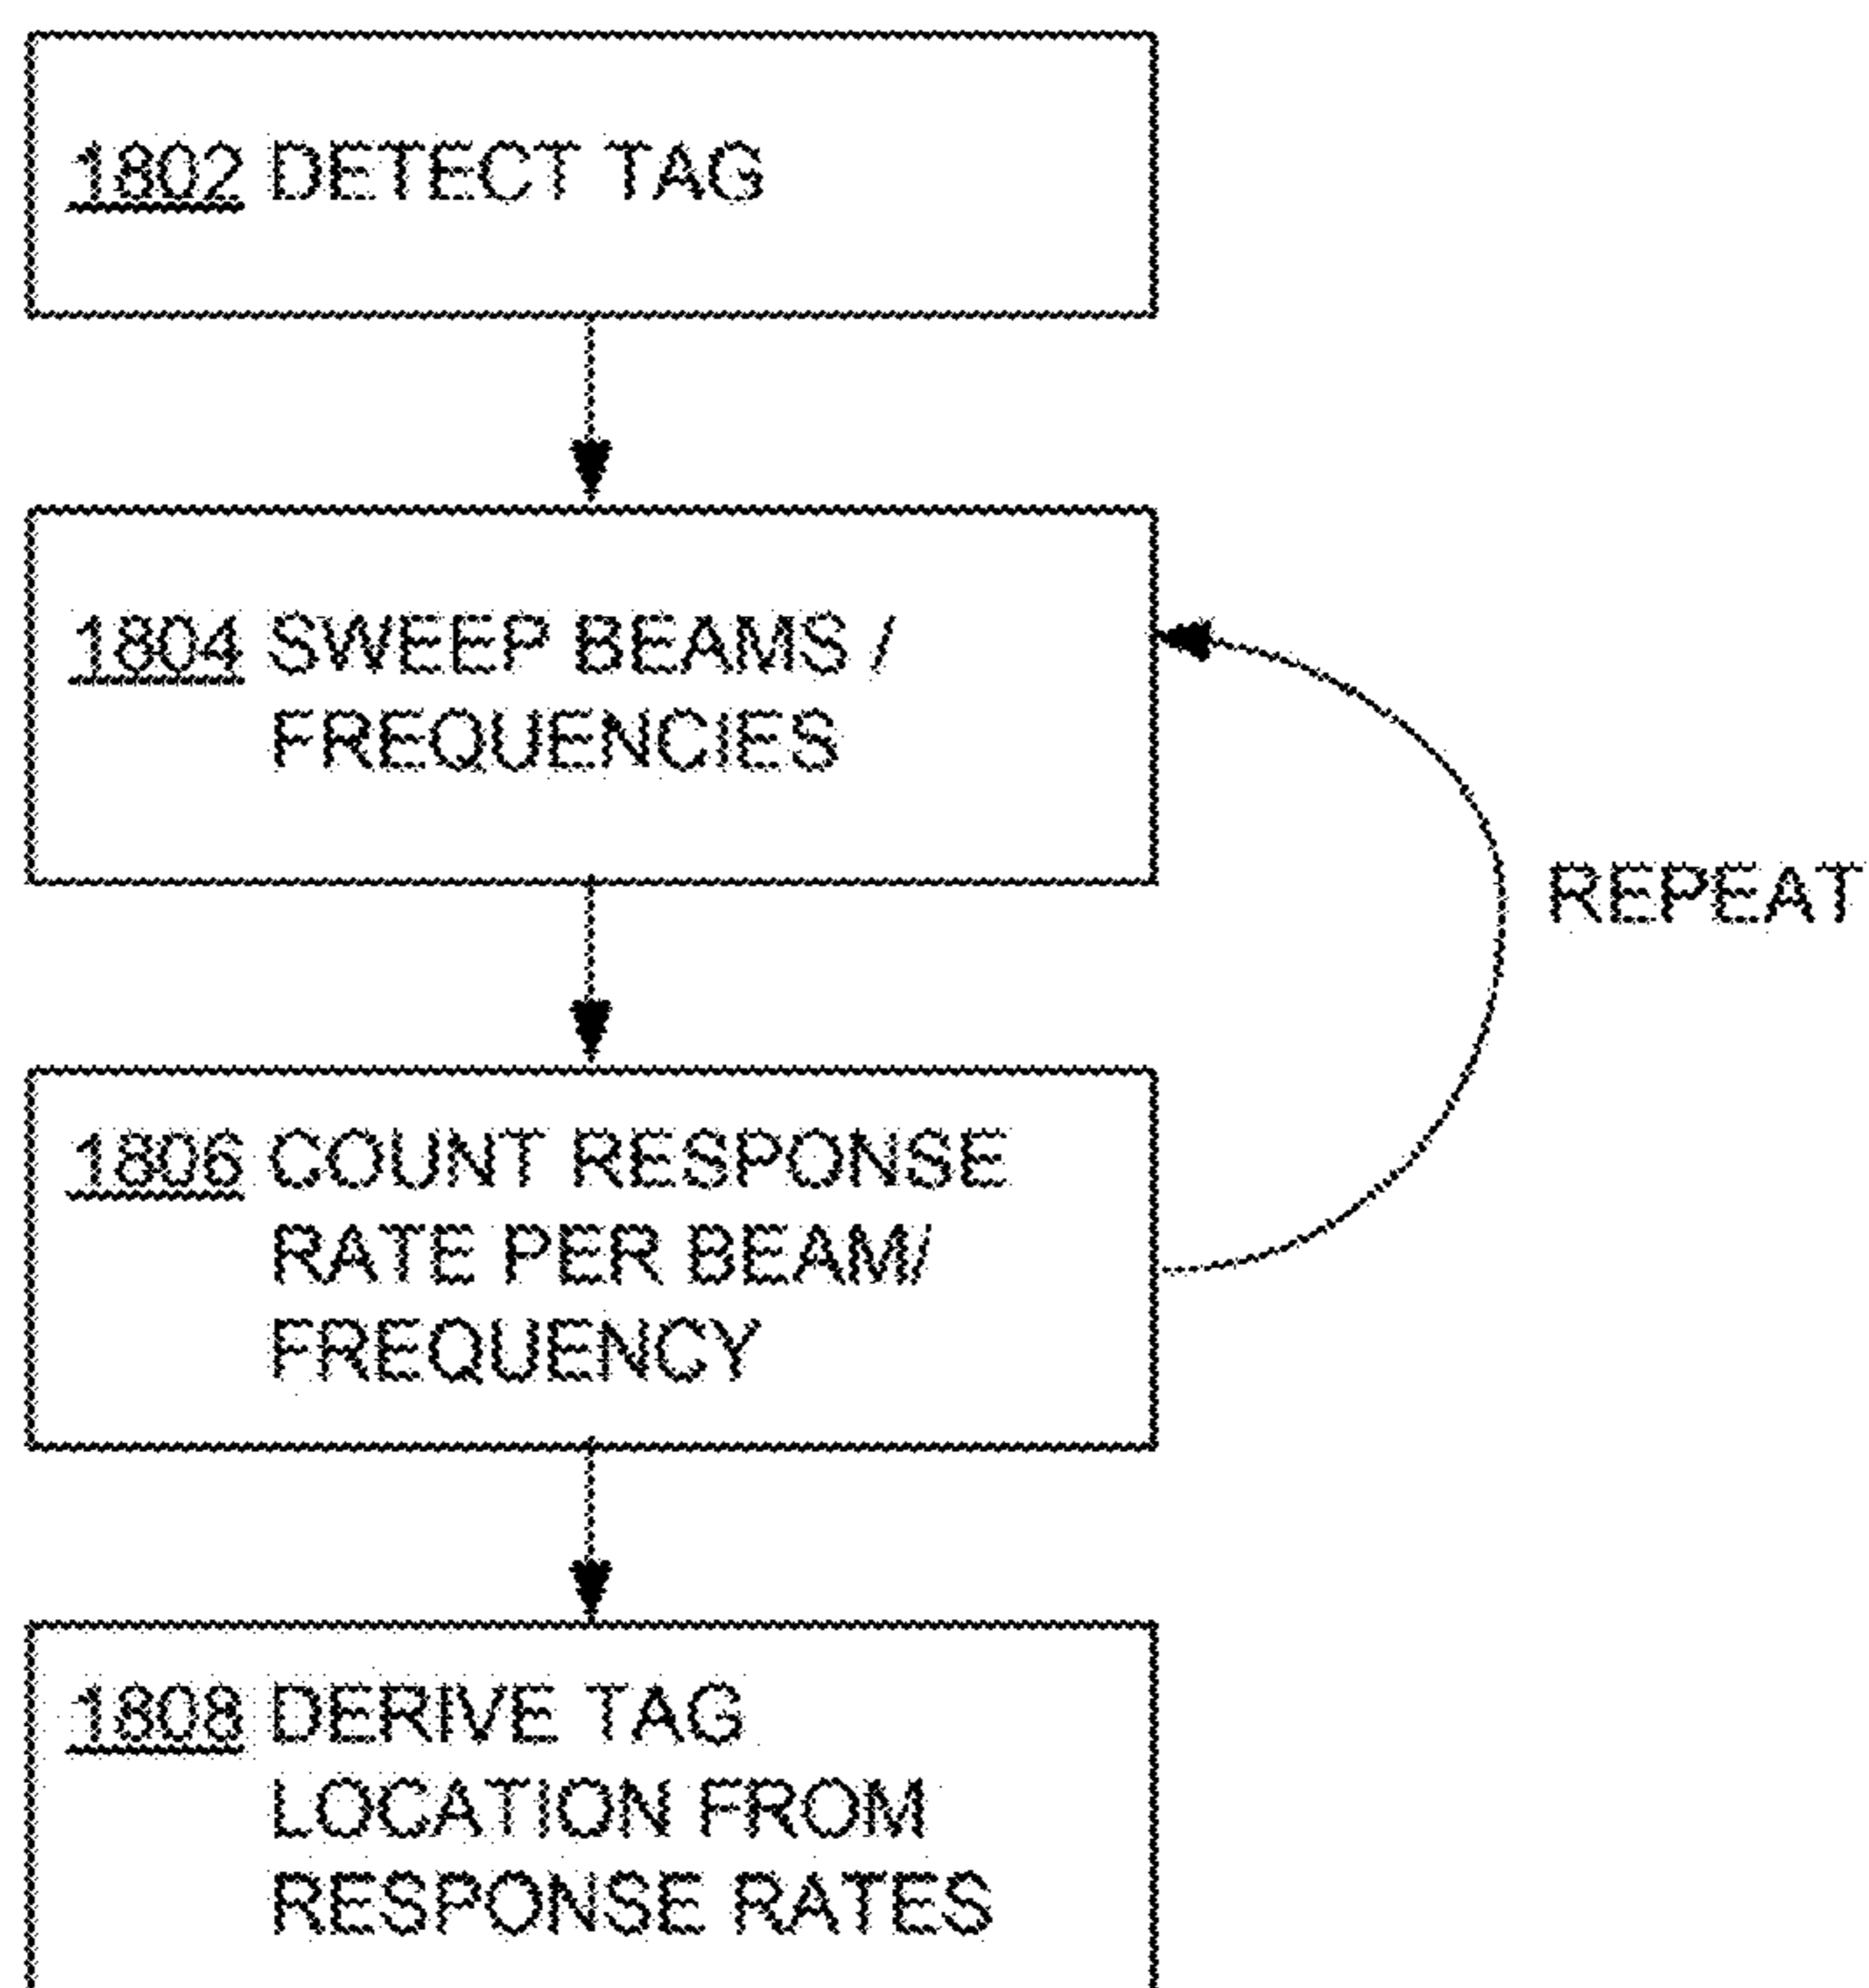 1802 DETECT TAG
1804 SWEEP BEAMS /
FREQUENCIES
REPEAT
1806 COUNT RESPONSE
RATE PER BEAM/
FREQUENCY
1808 DERIVE TAG
LOCATION FROM
RESPONSE RATES